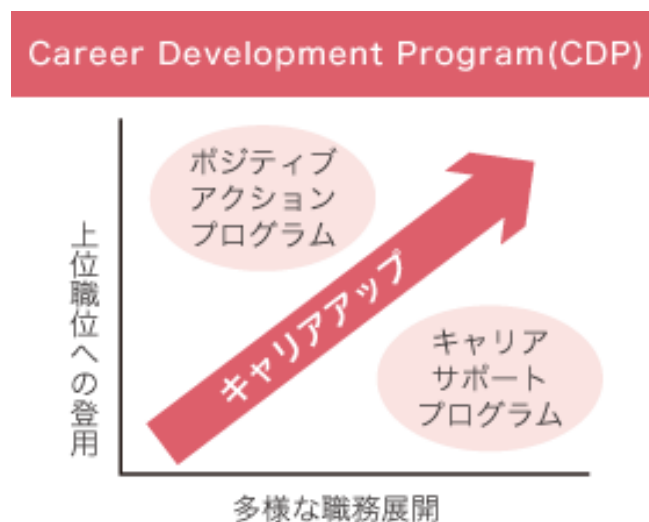 Career Development Program(CDP)
ポジティブ
アクション
プログラム
キャリアアップ
キャリア
サポート
プログラム
上位職位への登用
多様な職務展開